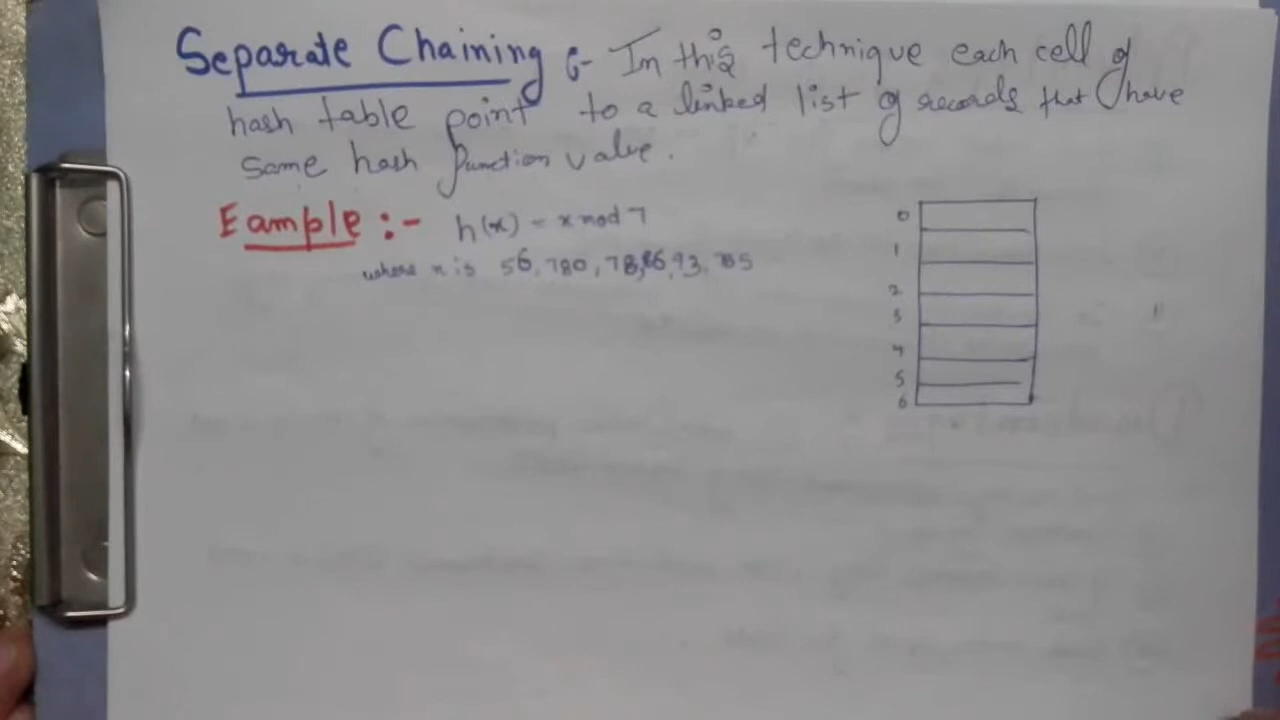 Separate Chaining :- In this technique each cell of
hash table point to a linked list of records that have
same hash function value.
Eample :- h(x) = x mod 7
where x is 56, 780, 78, 86, 93,
0
1
2
3
4
5
6